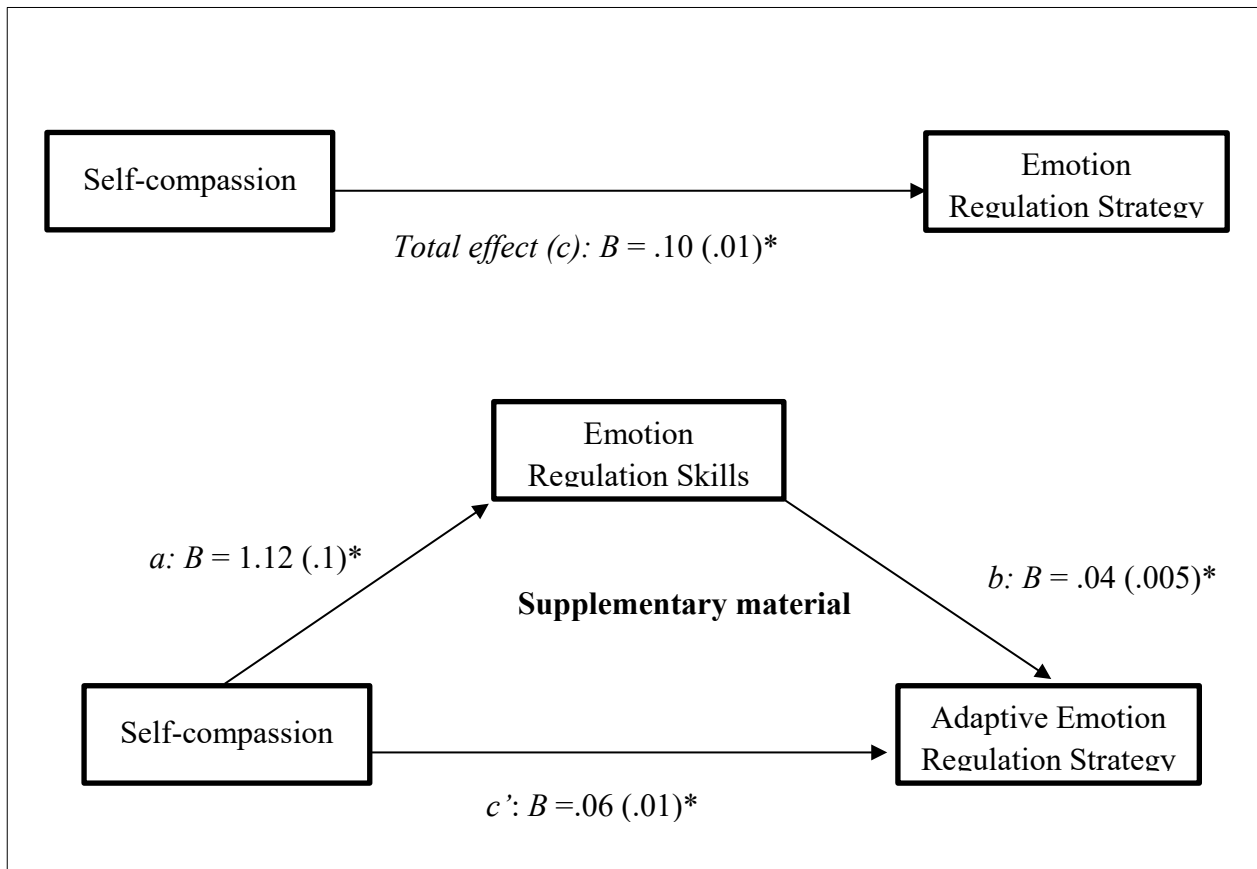 Self-compassion
Emotion
Regulation Strategy
Total effect (c): B = .10 (.01)*
Emotion
Regulation Skills
a: B = 1.12 (.1)*
b: B = .04 (.005)*
Supplementary material
Self-compassion
Adaptive Emotion
Regulation Strategy
c’: B =.06 (.01)*